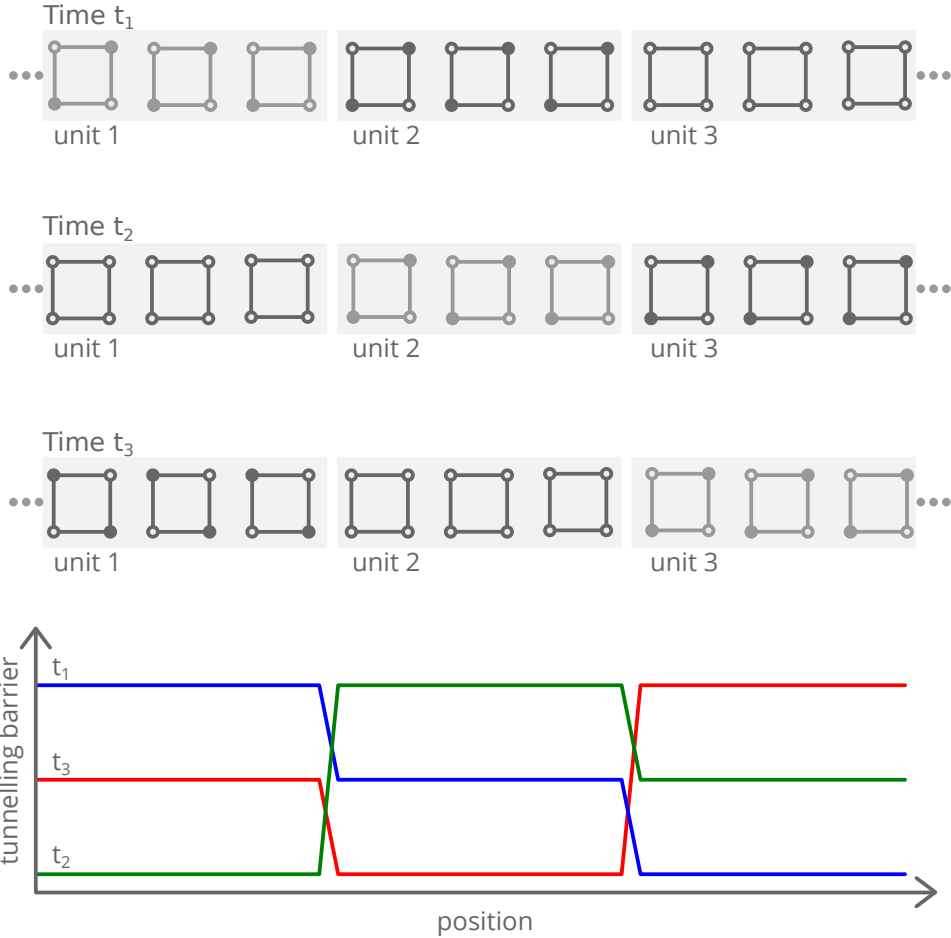 Time t₁
unit 1 unit 2 unit 3
Time t₂
unit 1 unit 2 unit 3
Time t₃
unit 1 unit 2 unit 3
tunnelling barrier
t₁
t₃
t₂
position